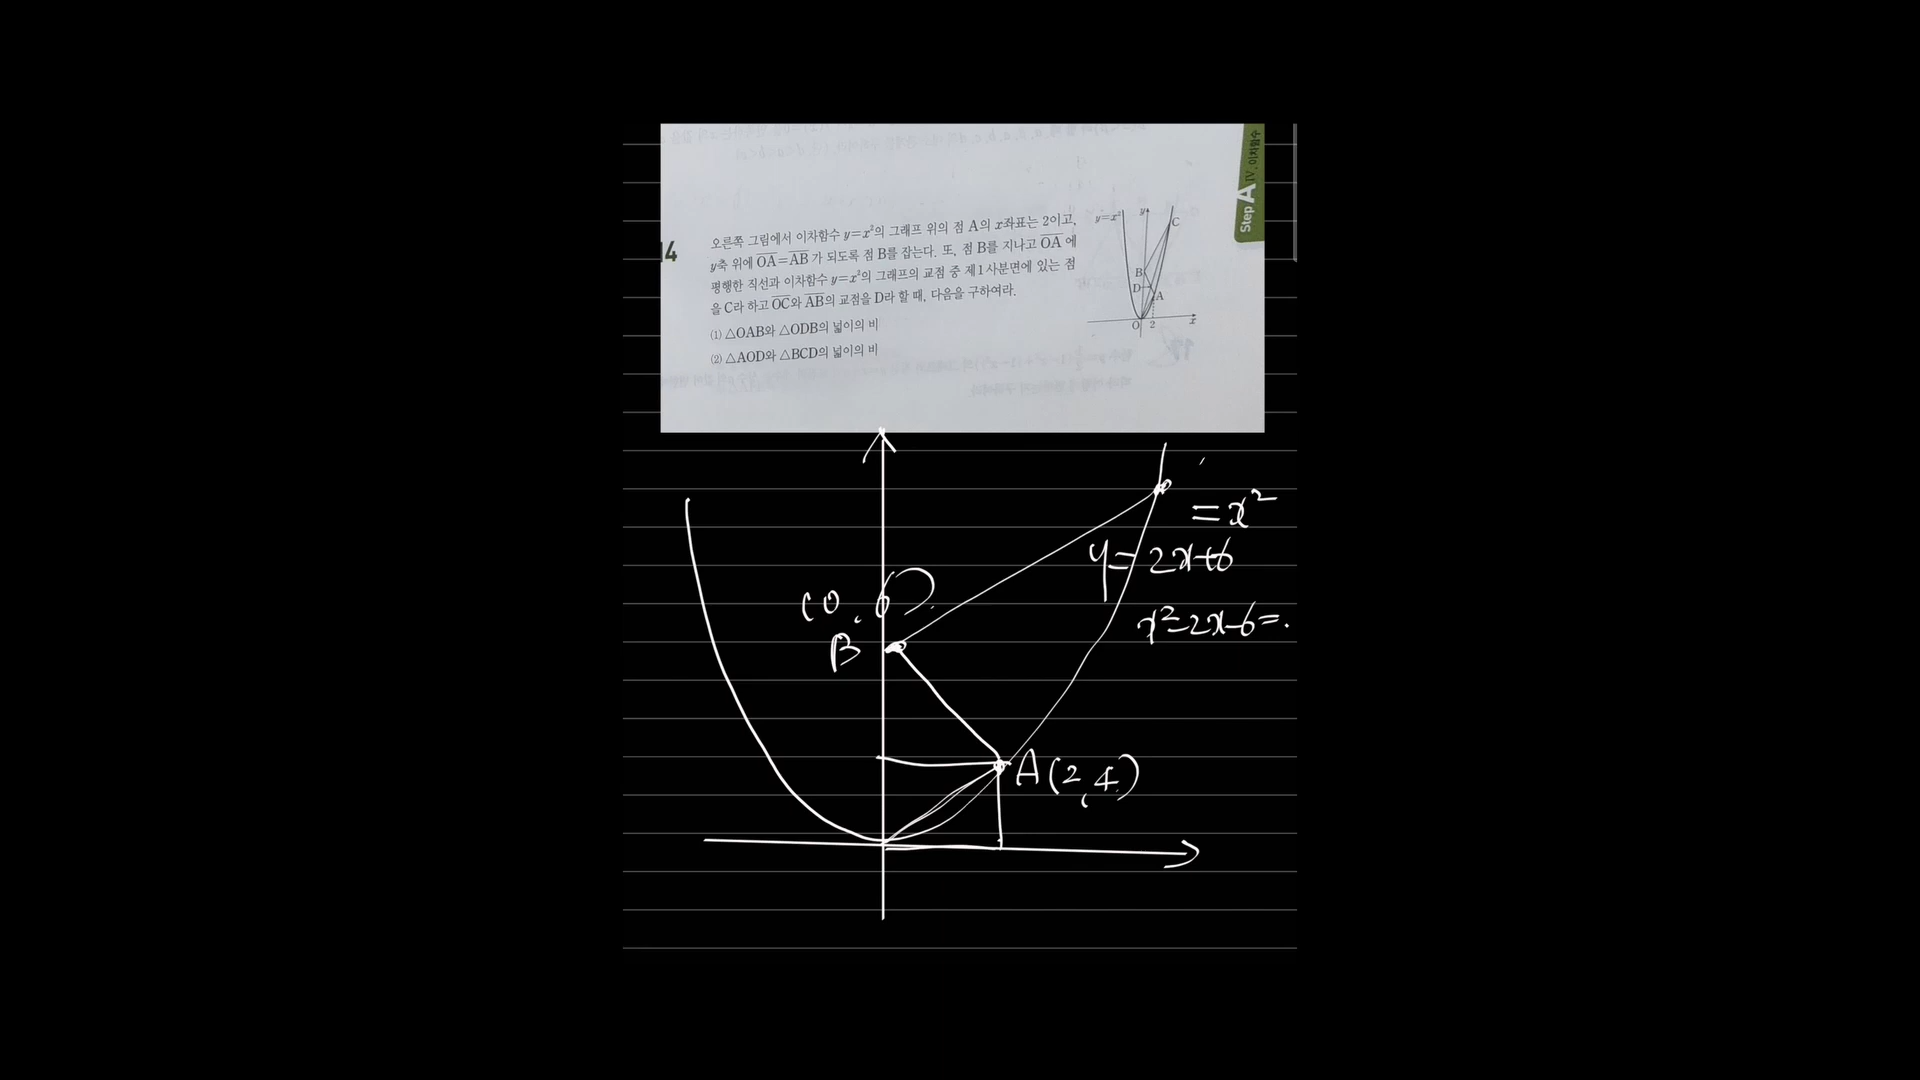 Step A IV. 이차함수
14
오른쪽 그림에서 이차함수 y=x²의 그래프 위의 점 A의 x좌표는 2이고,
y축 위에 OA=AB가 되도록 점 B를 잡는다. 또, 점 B를 지나고 OA에
평행한 직선과 이차함수 y=x²의 그래프의 교점 중 제1사분면에 있는 점
을 C라 하고 OC와 AB의 교점을 D라 할 때, 다음을 구하여라.
⑴ △OAB와 △ODB의 넓이의 비
⑵ △AOD와 △BCD의 넓이의 비
y=x² y
C
B
D
A
O 2 x
=x²
y=2x+6
(0, 6)
x²-2x-6=
B
A(2,4)